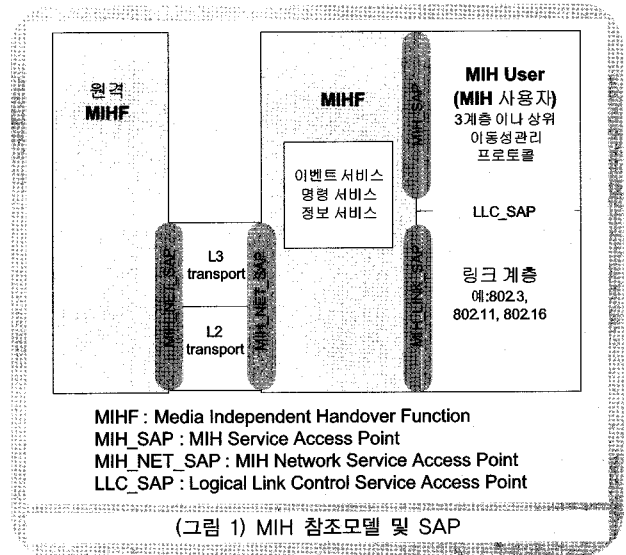 원격
MIHF
MIH_NET_SAP
L3
transport
L2
transport
MIH_NET_SAP
MIHF
이벤트 서비스
명령 서비스
정보 서비스
MIH_SAP
MIH_LINK_SAP
MIH User
(MIH 사용자)
3계층 이나 상위
이동성관리
프로토콜
LLC_SAP
링크 계층
예:802.3,
802.11, 802.16
MIHF : Media Independent Handover Function
MIH_SAP : MIH Service Access Point
MIH_NET_SAP : MIH Network Service Access Point
LLC_SAP : Logical Link Control Service Access Point
(그림 1) MIH 참조모델 및 SAP